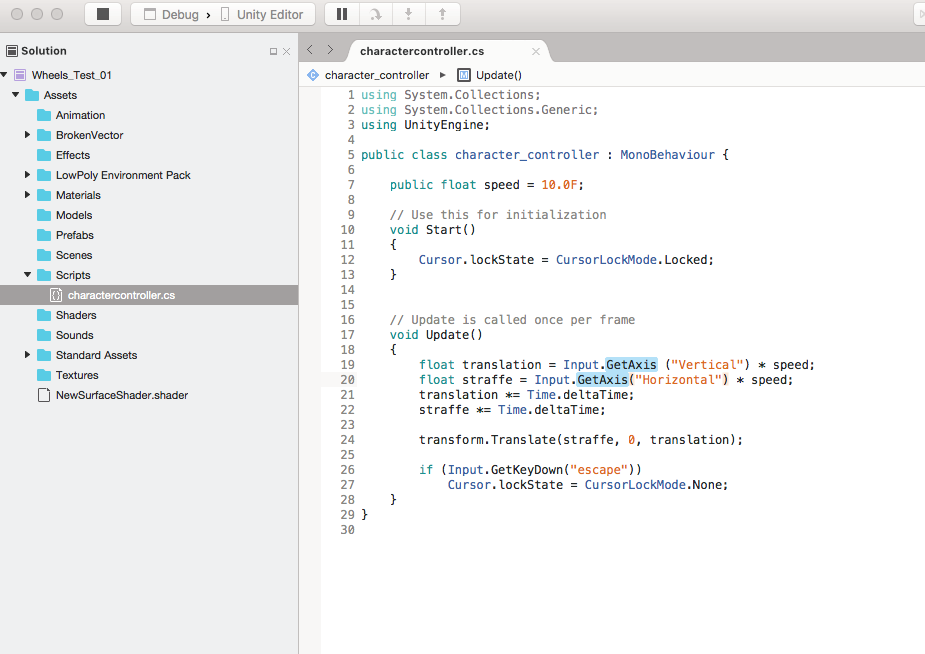 Debug › Unity Editor
Solution
Wheels_Test_01
Assets
Animation
BrokenVector
Effects
LowPoly Environment Pack
Materials
Models
Prefabs
Scenes
Scripts
charactercontroller.cs
Shaders
Sounds
Standard Assets
Textures
NewSurfaceShader.shader
charactercontroller.cs
character_controller ▶ M Update()
1 using System.Collections;
2 using System.Collections.Generic;
3 using UnityEngine;
4
5 public class character_controller : MonoBehaviour {
6
7 public float speed = 10.0F;
8
9 // Use this for initialization
10 void Start()
11 {
12 Cursor.lockState = CursorLockMode.Locked;
13 }
14
15
16 // Update is called once per frame
17 void Update()
18 {
19 float translation = Input.GetAxis ("Vertical") * speed;
20 float straffe = Input.GetAxis("Horizontal") * speed;
21 translation *= Time.deltaTime;
22 straffe *= Time.deltaTime;
23
24 transform.Translate(straffe, 0, translation);
25
26 if (Input.GetKeyDown("escape"))
27 Cursor.lockState = CursorLockMode.None;
28 }
29 }
30